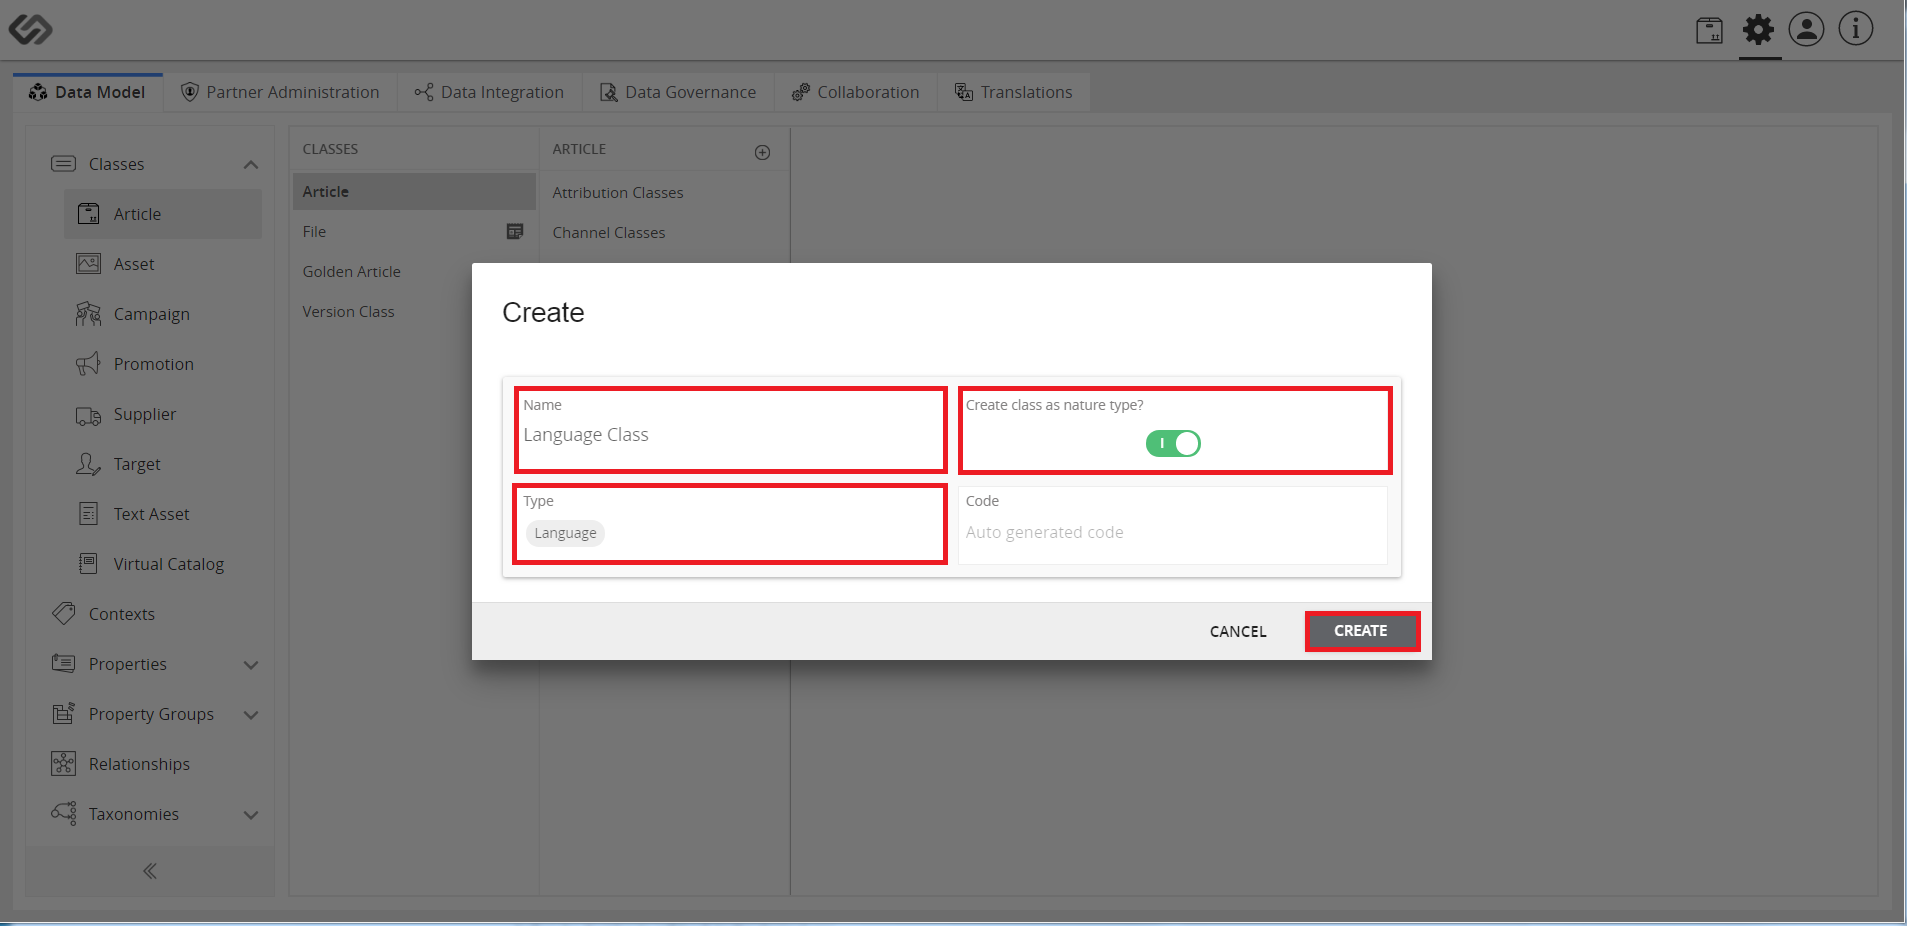 Data Model
Partner Administration
Data Integration
Data Governance
Collaboration
Translations
Classes
Article
Asset
Campaign
Promotion
Supplier
Target
Text Asset
Virtual Catalog
Contexts
Properties
Property Groups
Relationships
Taxonomies
CLASSES
Article
File
Golden Article
Version Class
ARTICLE
Attribution Classes
Channel Classes
Create
Name
Language Class
Create class as nature type?
Type
Language
Code
Auto generated code
CANCEL
CREATE